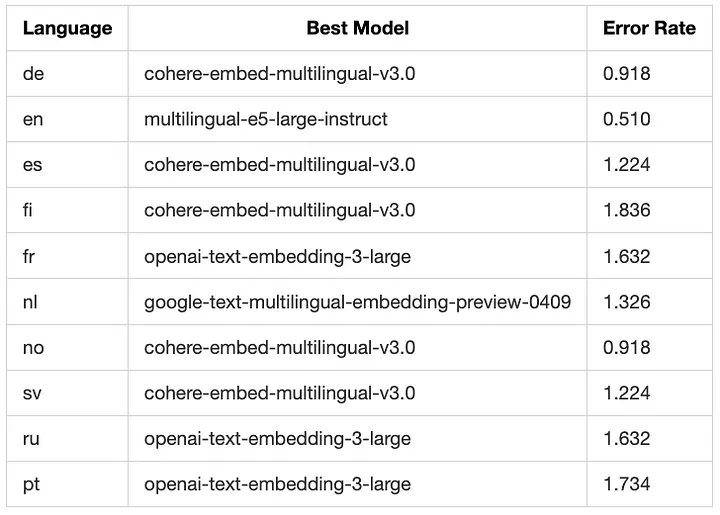 Language Best Model Error Rate
de cohere-embed-multilingual-v3.0 0.918
en multilingual-e5-large-instruct 0.510
es cohere-embed-multilingual-v3.0 1.224
fi cohere-embed-multilingual-v3.0 1.836
fr openai-text-embedding-3-large 1.632
nl google-text-multilingual-embedding-preview-0409 1.326
no cohere-embed-multilingual-v3.0 0.918
sv cohere-embed-multilingual-v3.0 1.224
ru openai-text-embedding-3-large 1.632
pt openai-text-embedding-3-large 1.734